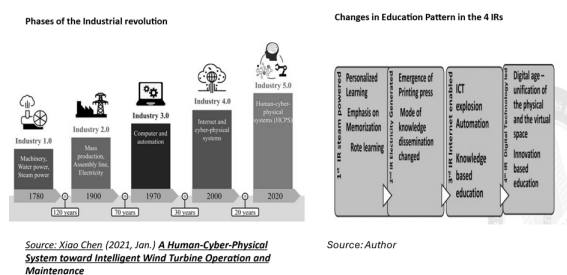 Phases of the Industrial revolution
Industry 1.0
Machinery,
Water power,
Steam power
1780
120 years
Industry 2.0
Mass
production,
Assembly line,
Electricity
1900
70 years
Industry 3.0
Computer and
automation
1970
30 years
Industry 4.0
Internet and
cyber-physical
systems
2000
20 years
Industry 5.0
Human-cyber-
physical
systems (HCPS)
2020
Source: Xiao Chen (2021, Jan.) A Human-Cyber-Physical
System toward Intelligent Wind Turbine Operation and
Maintenance
Changes in Education Pattern in the 4 IRs
1st IR steam powered
Personalized
Learning
Emphasis on
Memorization
Rote learning
2nd IR Electricity Generated
Emergence of
Printing press
Mode of
knowledge
dissemination
changed
3rd IR Internet enabled
ICT
explosion
Automation
Knowledge
based
education
4th IR Digital Technology led
Digital age –
unification of
the physical
and the virtual
space
Innovation
based
education
Source: Author